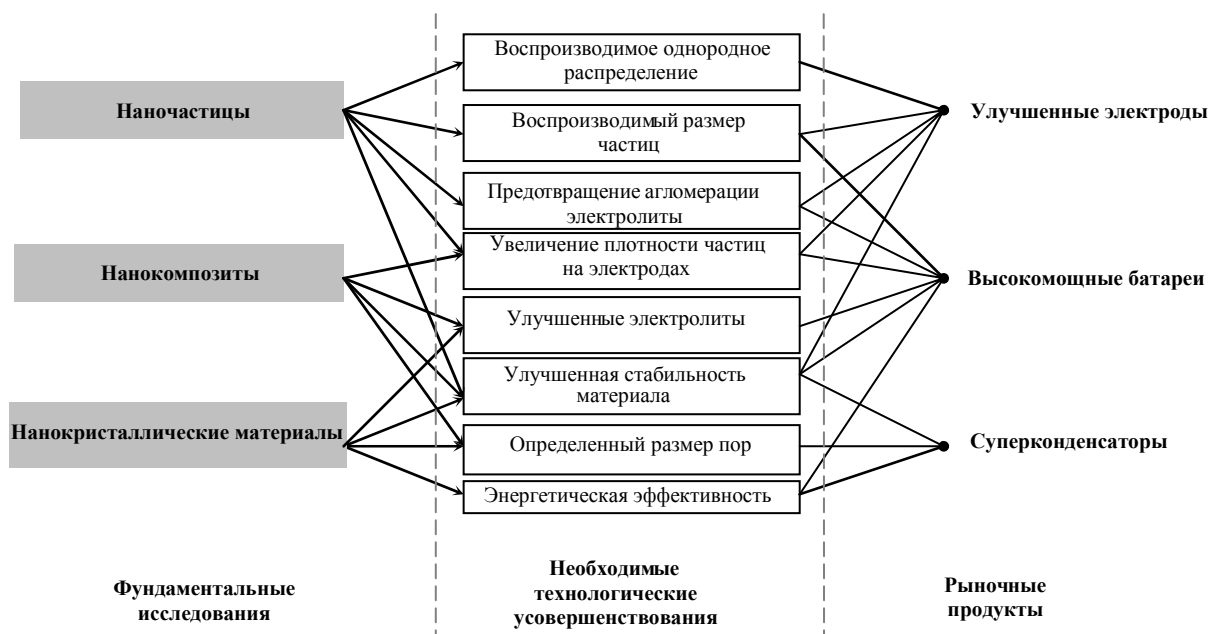 Наночастицы
Нанокомпозиты
Нанокристаллические материалы
Фундаментальные
исследования
Воспроизводимое однородное
распределение
Воспроизводимый размер
частиц
Предотвращение агломерации
электролиты
Увеличение плотности частиц
на электродах
Улучшенные электролиты
Улучшенная стабильность
материала
Определенный размер пор
Энергетическая эффективность
Необходимые
технологические
усовершенствования
Улучшенные электроды
Высокомощные батареи
Суперконденсаторы
Рыночные
продукты